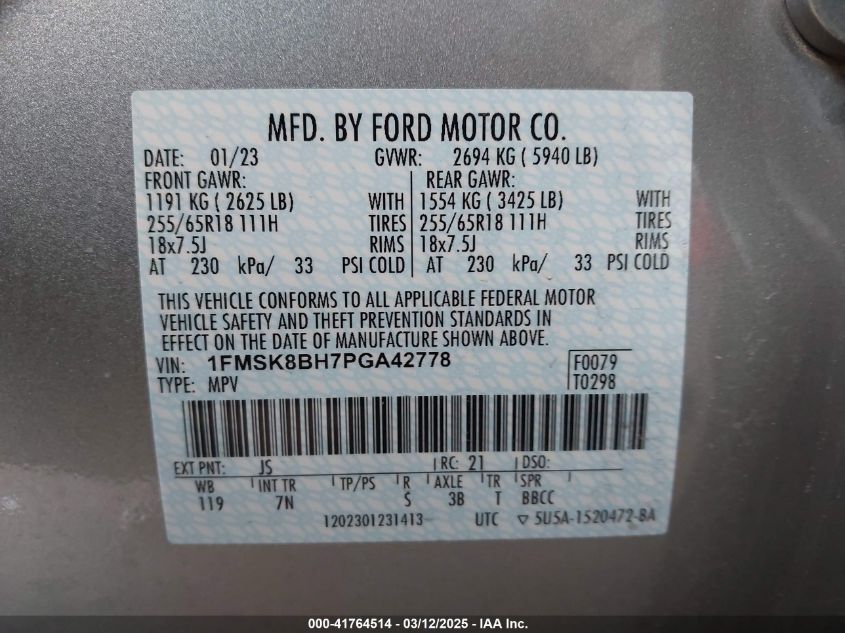 MFD. BY FORD MOTOR CO.
DATE: 01/23 GVWR: 2694 KG ( 5940 LB)
FRONT GAWR: REAR GAWR:
1191 KG ( 2625 LB) WITH 1554 KG ( 3425 LB) WITH
255/65R18 111H TIRES 255/65R18 111H TIRES
18x7.5J RIMS 18x7.5J RIMS
AT 230 kPa/ 33 PSI COLD AT 230 kPa/ 33 PSI COLD
THIS VEHICLE CONFORMS TO ALL APPLICABLE FEDERAL MOTOR
VEHICLE SAFETY AND THEFT PREVENTION STANDARDS IN
EFFECT ON THE DATE OF MANUFACTURE SHOWN ABOVE.
VIN: 1FMSK8BH7PGA42778 F0079
TYPE: MPV T0298
EXT PNT: JS RC: 21 DSO:
WB INT TR TP/PS R AXLE TR SPR
119 7N S 3B T BBCC
1202301231413 UTC ▽ 5U5A-1520472-BA
000-41764514 - 03/12/2025 - IAA Inc.